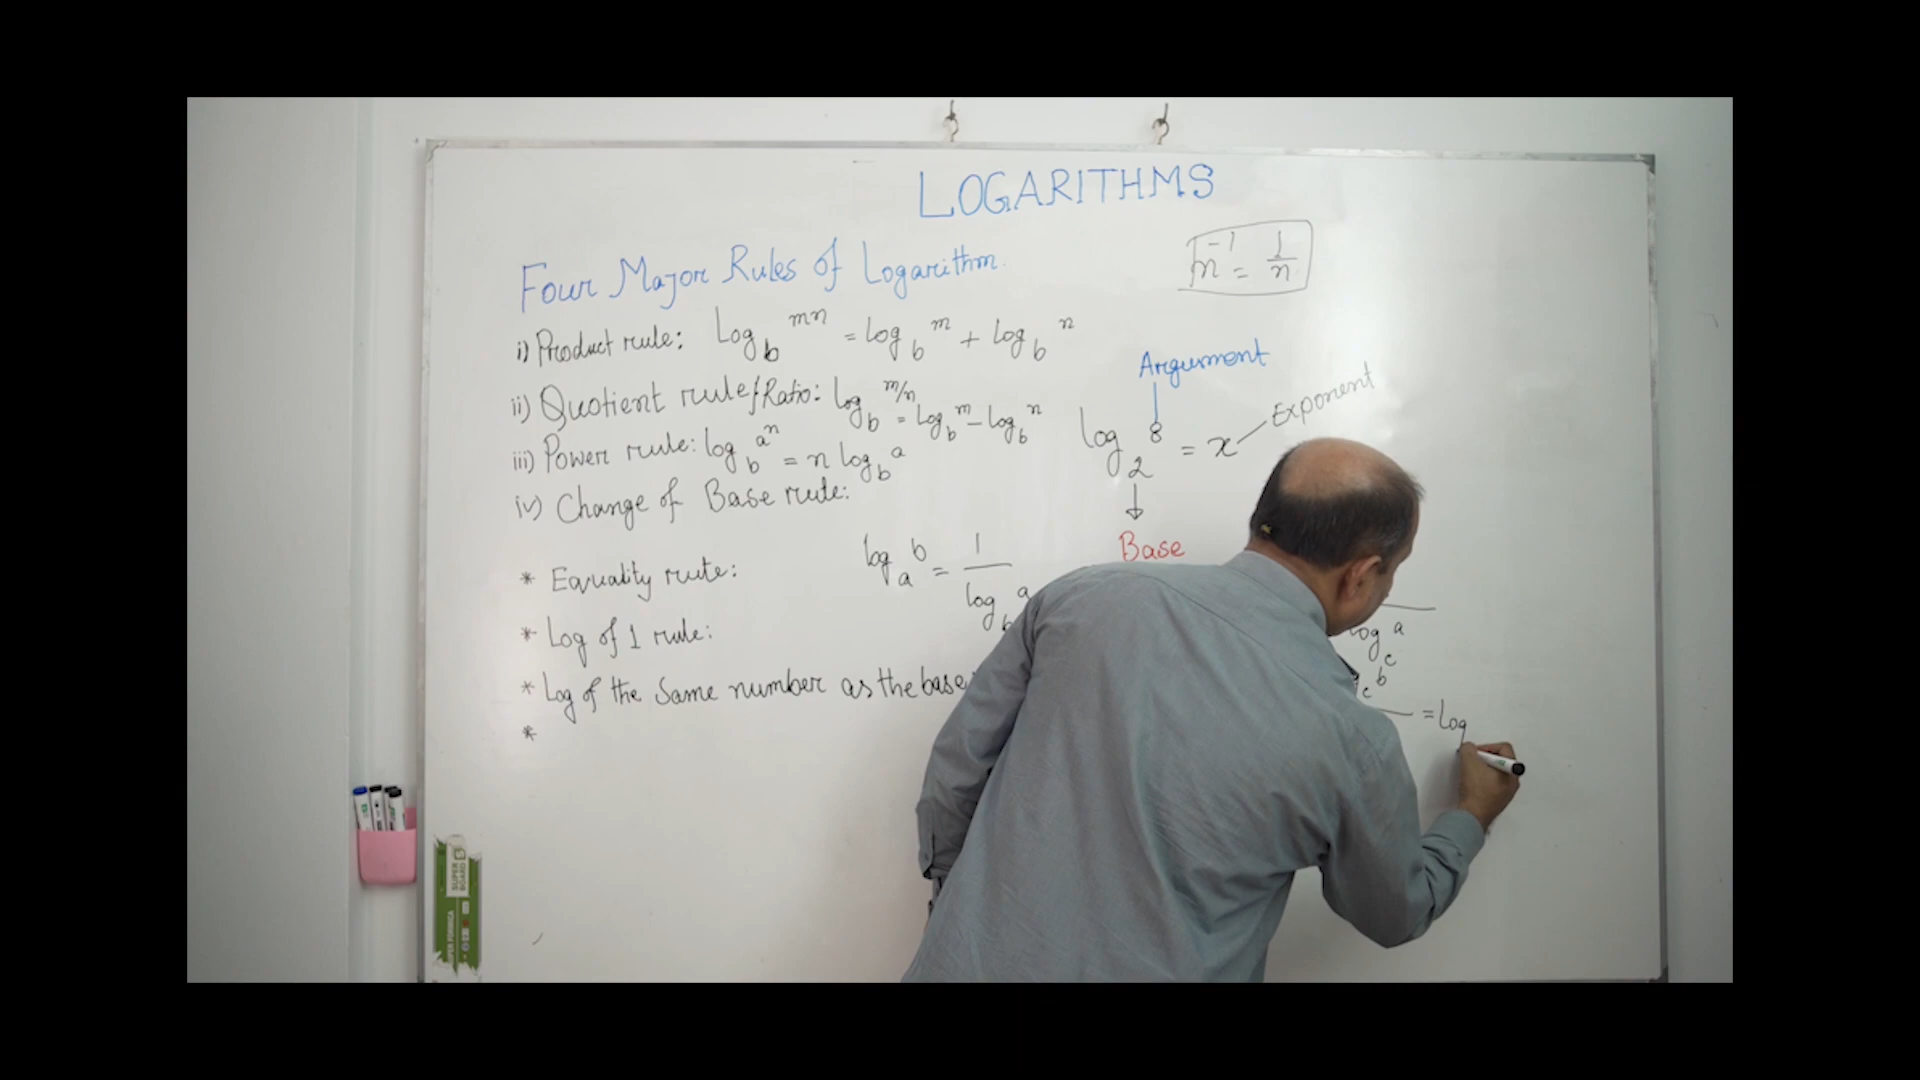 LOGARITHMS
Four Major Rules of Logarithm.
n⁻¹ = 1/n
i) Product rule: Log_b mn = log_b m + log_b n
ii) Quotient rule/Ratio: log_b m/n = log_b m - log_b n
iii) Power rule: log_b aⁿ = n log_b a
iv) Change of Base rule:
Argument
log_2 8 = x
Exponent
Base
log_a b = 1/log_b a
* Equality rule:
* Log of 1 rule:
* Log of the same number as the base
*
log_c a
c b
= log
SUPER BOARD